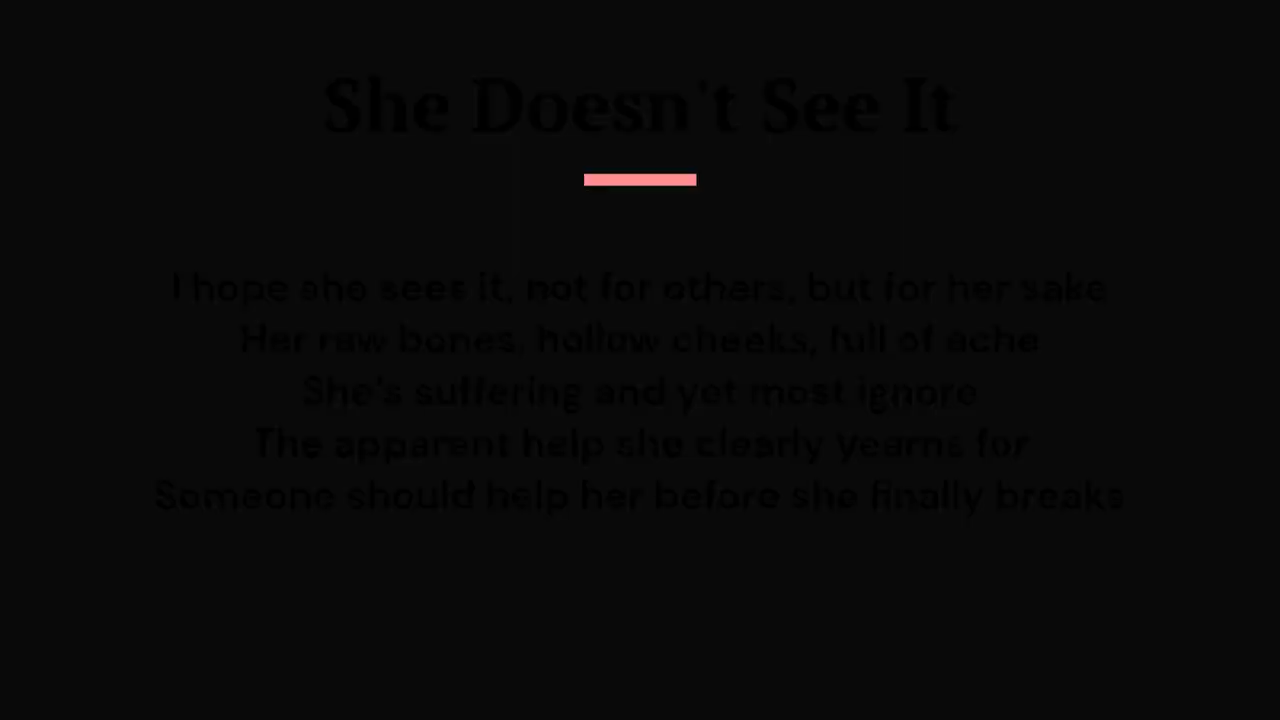 She Doesn't See It
I hope she sees it, not for others, but for her sake
Her raw bones, hollow cheeks, full of ache
She's suffering and yet most ignore
The apparent help she clearly yearns for
Someone should help her before she finally breaks